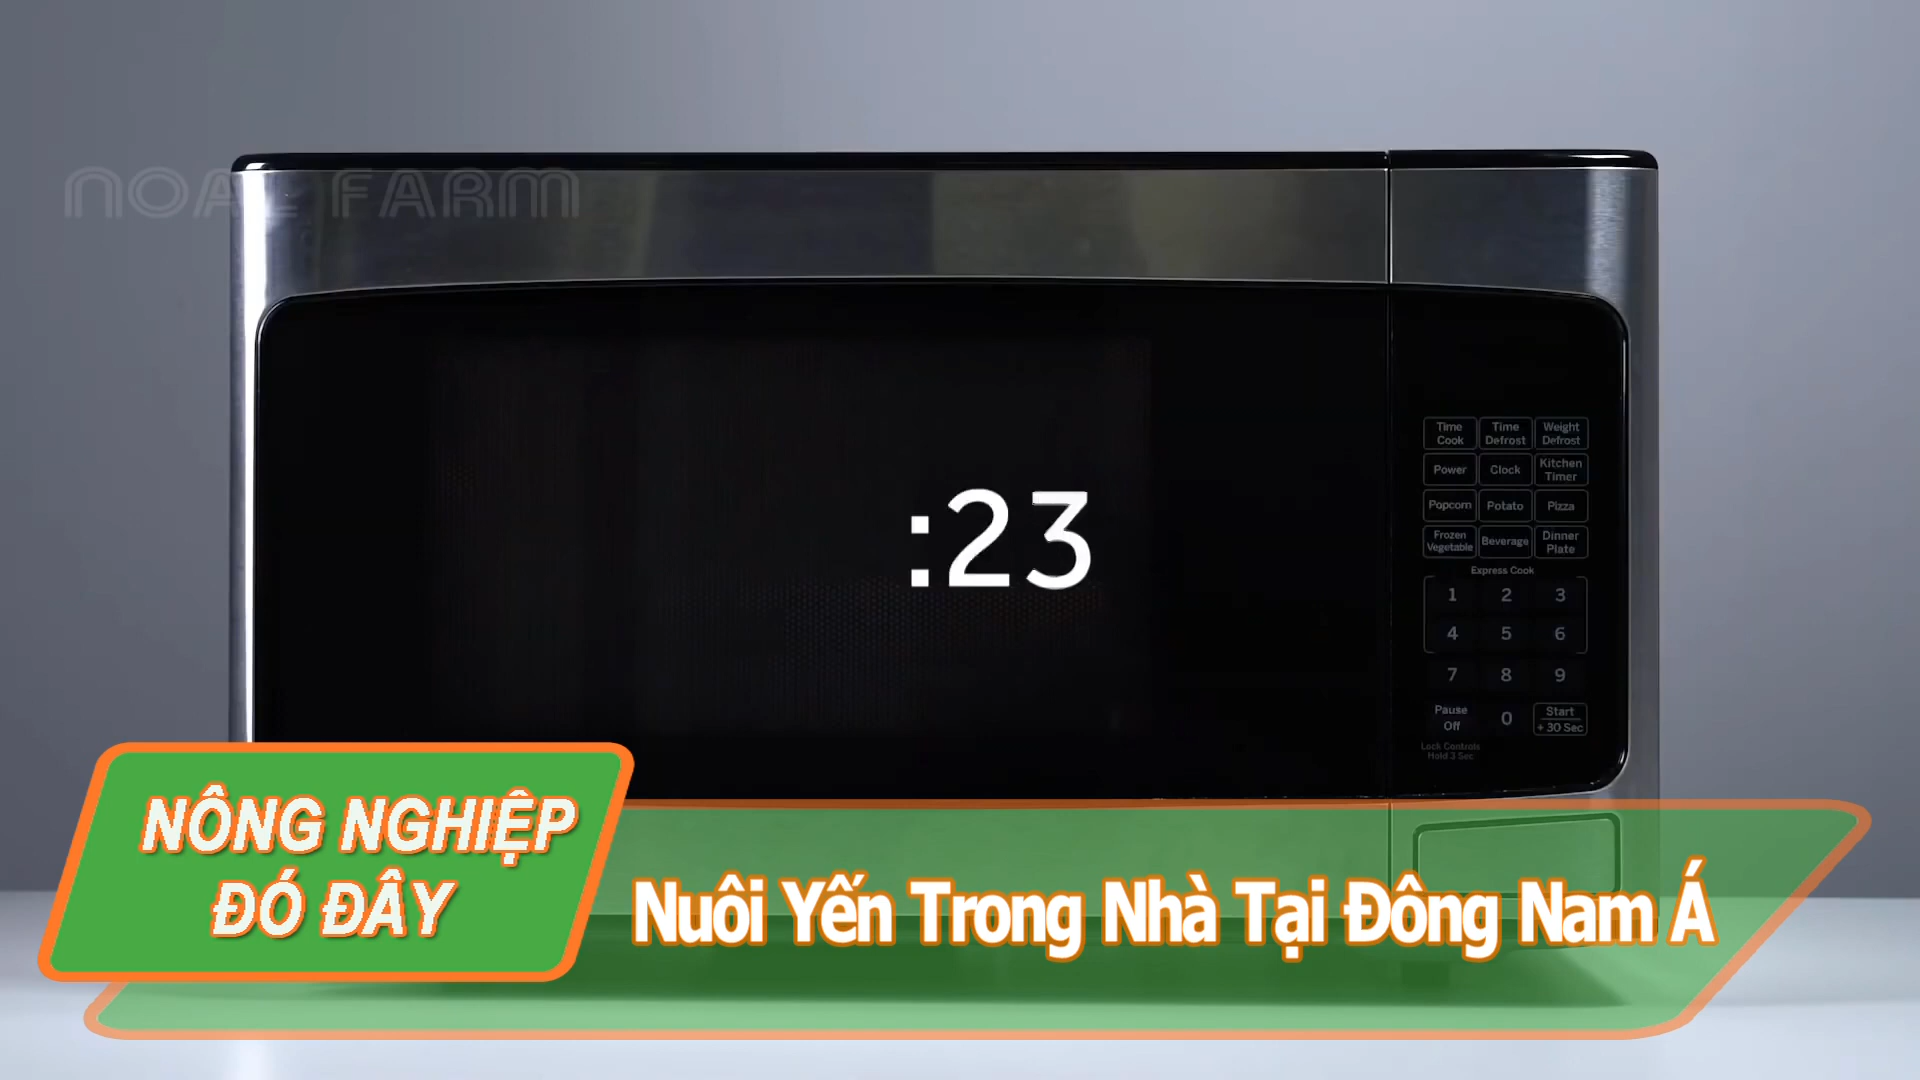 NOAL FARM
:23
Time Cook
Time Defrost
Weight Defrost
Power
Clock
Kitchen Timer
Popcorn
Potato
Pizza
Frozen Vegetable
Beverage
Dinner Plate
Express Cook
1 2 3
4 5 6
7 8 9
Pause Off
0
Start + 30 Sec
Lock Controls
Hold 3 Sec
NÔNG NGHIỆP
ĐÓ ĐÂY
Nuôi Yến Trong Nhà Tại Đông Nam Á